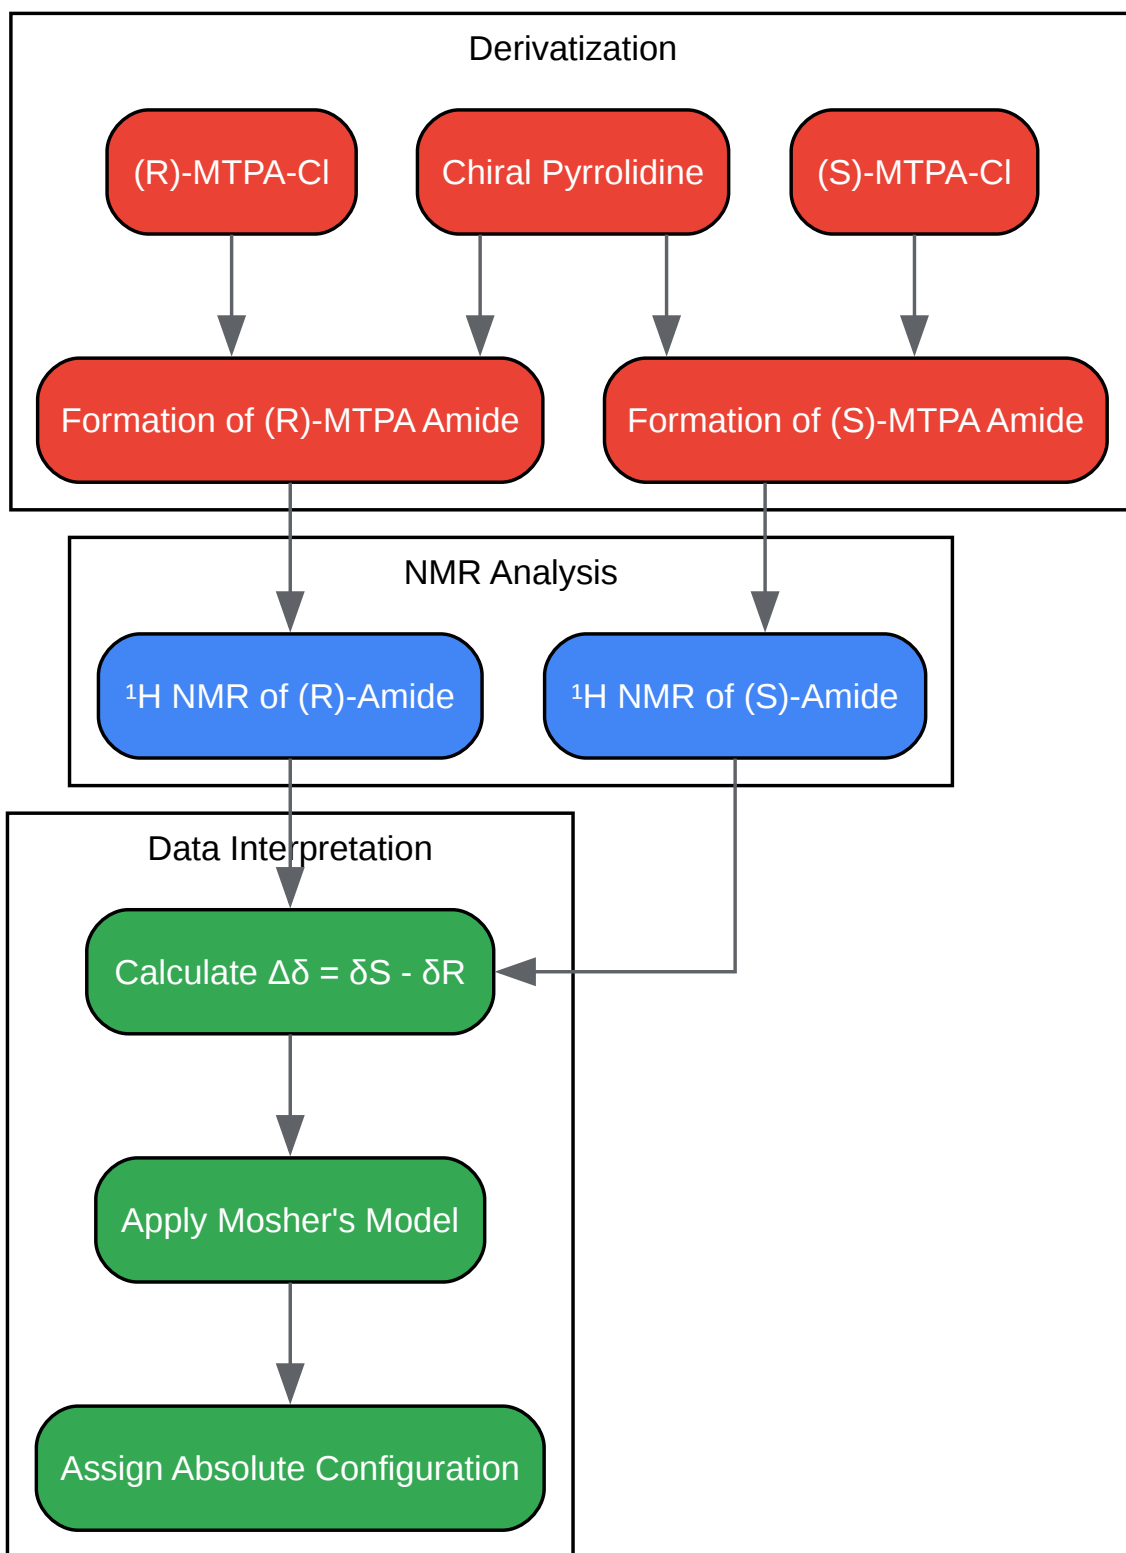 Derivatization
(R)-MTPA-Cl
Chiral Pyrrolidine
(S)-MTPA-Cl
Formation of (R)-MTPA Amide
Formation of (S)-MTPA Amide
NMR Analysis
¹H NMR of (R)-Amide
¹H NMR of (S)-Amide
Data Interpretation
Calculate Δδ = δS - δR
Apply Mosher's Model
Assign Absolute Configuration